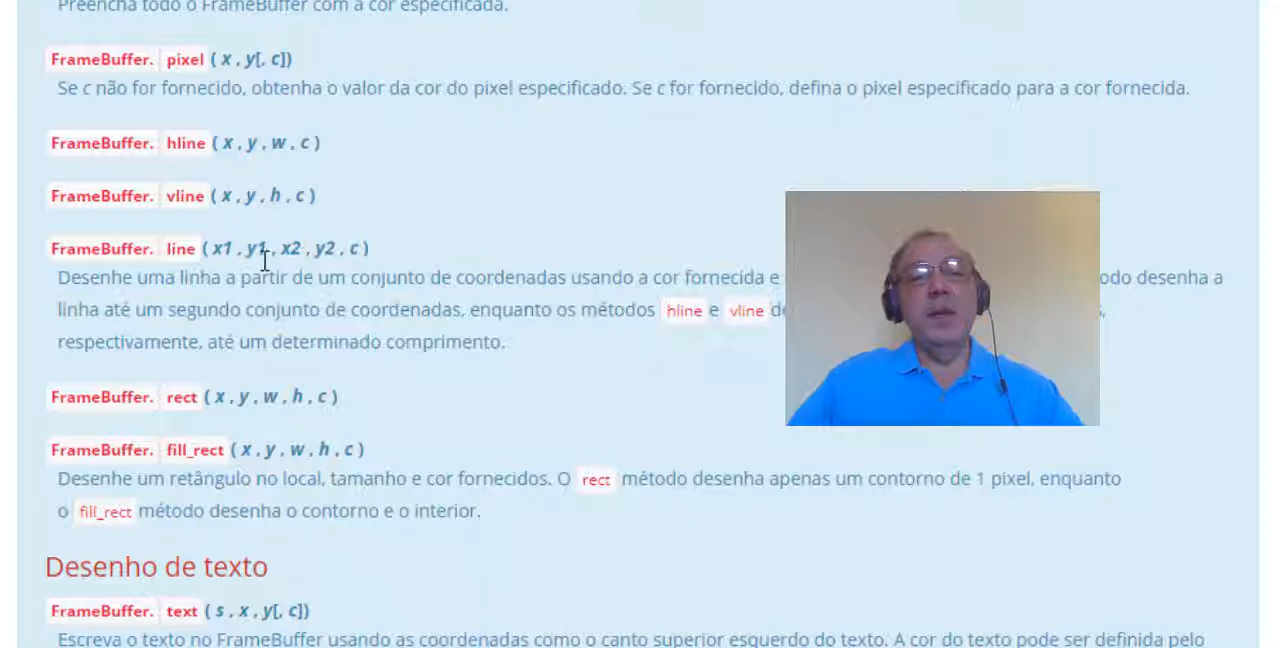 Preencha todo o FrameBuffer com a cor especificada.
FrameBuffer. pixel ( x , y[, c])
Se c não for fornecido, obtenha o valor da cor do pixel especificado. Se c for fornecido, defina o pixel especificado para a cor fornecida.
FrameBuffer. hline ( x , y , w , c )
FrameBuffer. vline ( x , y , h , c )
FrameBuffer. line ( x1 , y1 , x2 , y2 , c )
Desenhe uma linha a partir de um conjunto de coordenadas usando a cor fornecida e desenha a
linha até um segundo conjunto de coordenadas, enquanto os métodos hline e vline
respectivamente, até um determinado comprimento.
FrameBuffer. rect ( x , y , w , h , c )
FrameBuffer. fill_rect ( x , y , w , h , c )
Desenhe um retângulo no local, tamanho e cor fornecidos. O rect método desenha apenas um contorno de 1 pixel, enquanto
o fill_rect método desenha o contorno e o interior.
Desenho de texto
FrameBuffer. text ( s , x , y[, c])
Escreva o texto no FrameBuffer usando as coordenadas como o canto superior esquerdo do texto. A cor do texto pode ser definida pelo